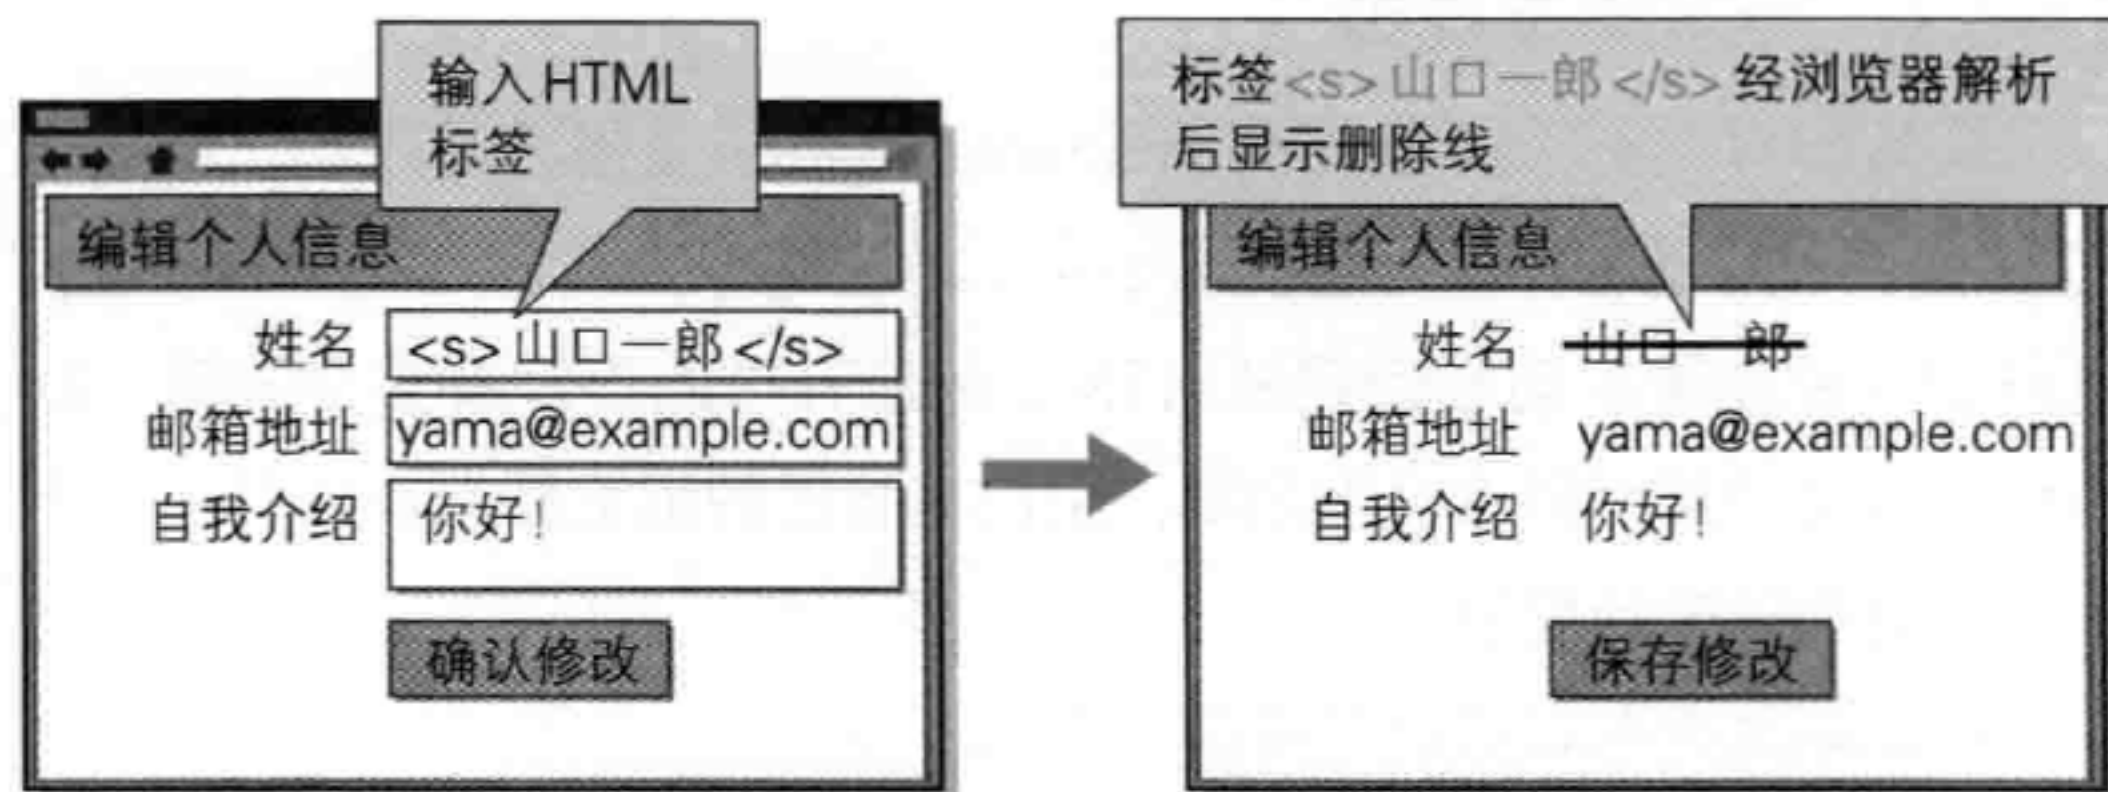 输入HTML
标签
编辑个人信息
姓名 <s>山口一郎</s>
邮箱地址 yama@example.com
自我介绍 你好！
确认修改
标签<s>山口一郎</s>经浏览器解析
后显示删除线
编辑个人信息
姓名 山口一郎
邮箱地址 yama@example.com
自我介绍 你好！
保存修改